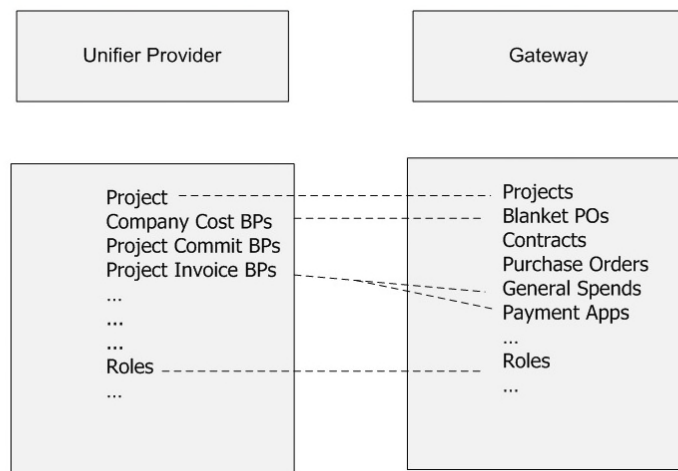 Unifier Provider
Gateway
Project
Company Cost BPs
Project Commit BPs
Project Invoice BPs
...
...
...
Roles
...
Projects
Blanket POs
Contracts
Purchase Orders
General Spends
Payment Apps
...
Roles
...